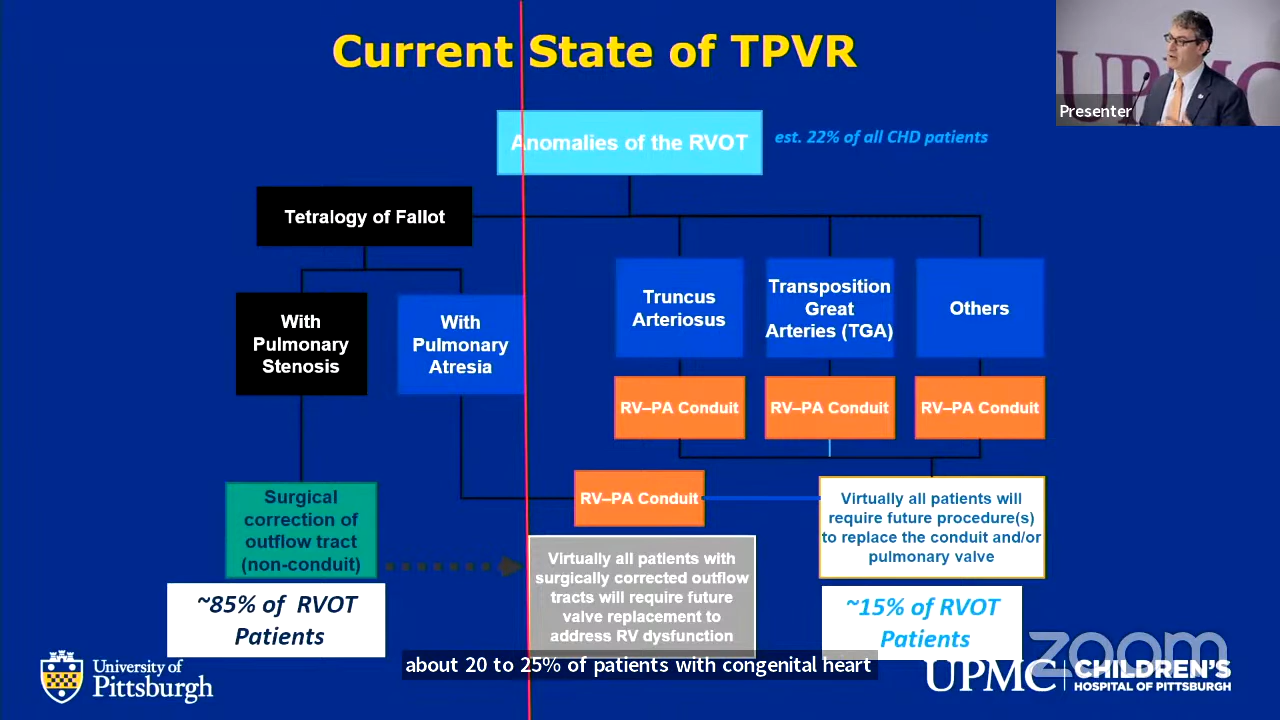 Current State of TPVR
UPMC
Presenter
Anomalies of the RVOT
est. 22% of all CHD patients
Tetralogy of Fallot
With
Pulmonary
Stenosis
With
Pulmonary
Atresia
Truncus
Arteriosus
Transposition
Great
Arteries (TGA)
Others
RV–PA Conduit
RV–PA Conduit
RV–PA Conduit
Surgical
correction of
outflow tract
(non-conduit)
RV–PA Conduit
Virtually all patients will
require future procedure(s)
to replace the conduit and/or
pulmonary valve
Virtually all patients with
surgically corrected outflow
tracts will require future
valve replacement to
address RV dysfunction
~85% of RVOT
Patients
~15% of RVOT
Patients
about 20 to 25% of patients with congenital heart
zoom
University of
Pittsburgh
UPMC
CHILDREN'S
HOSPITAL OF PITTSBURGH